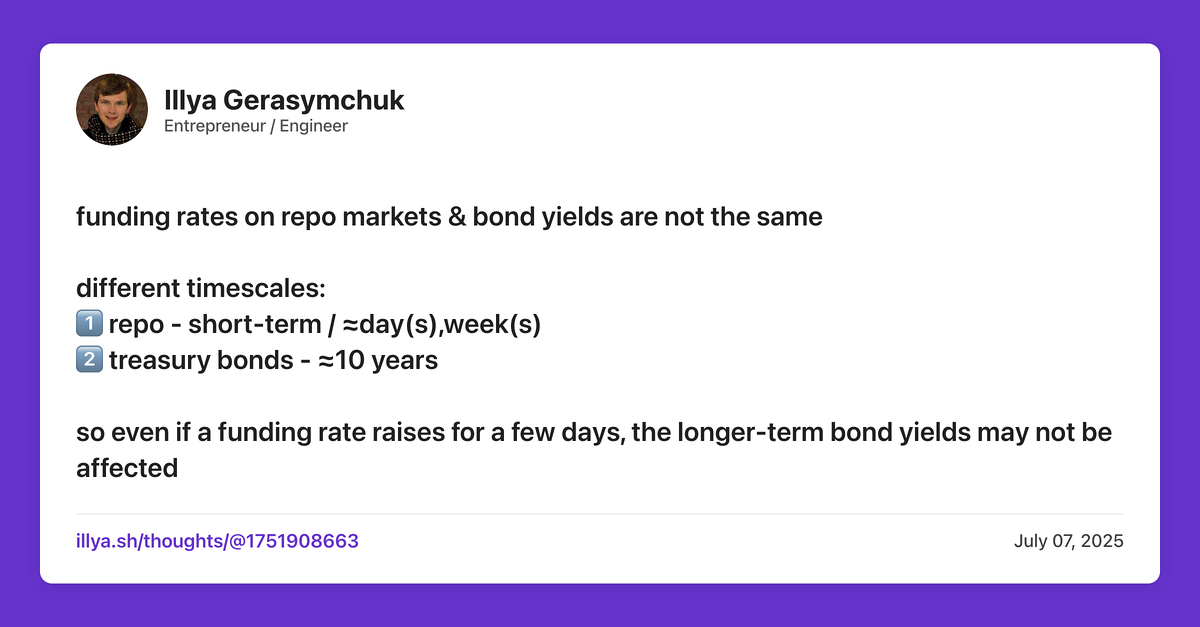 Illya Gerasymchuk
Entrepreneur / Engineer
funding rates on repo markets & bond yields are not the same
different timescales:
1️⃣ repo - short-term / ≈day(s),week(s)
2️⃣ treasury bonds - ≈10 years
so even if a funding rate raises for a few days, the longer-term bond yields may not be
affected
illya.sh/thoughts/@1751908663
July 07, 2025